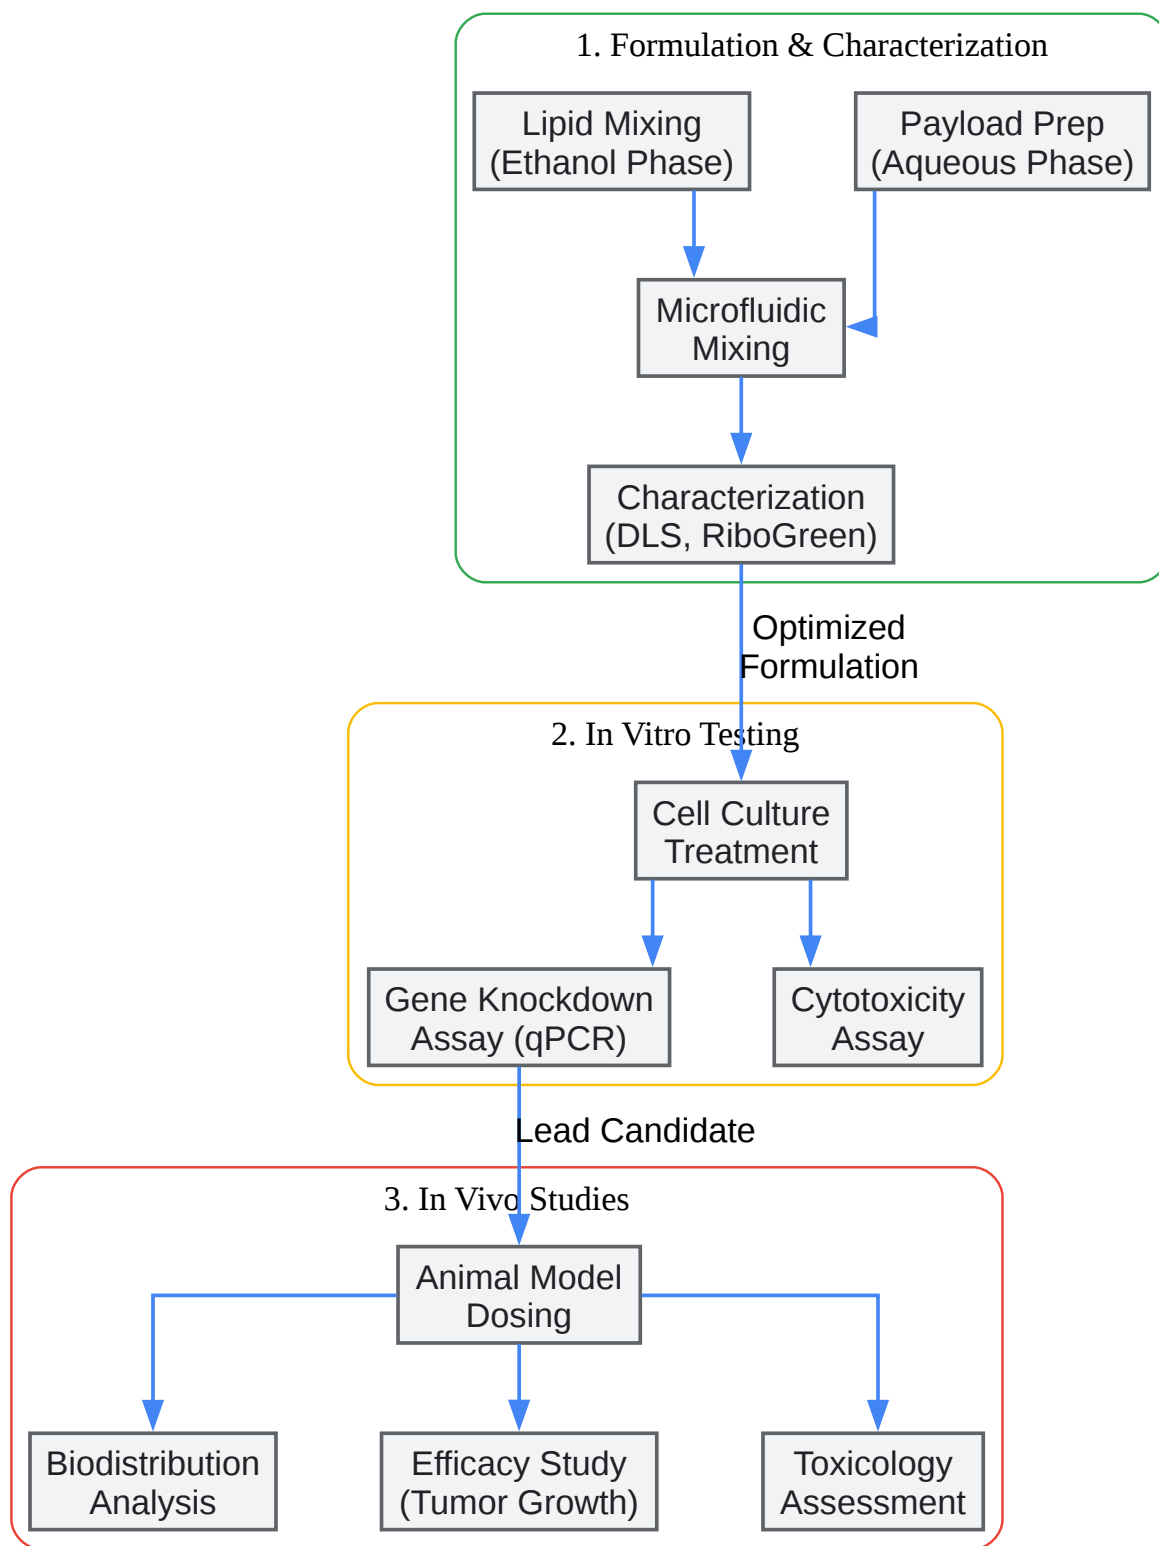 1. Formulation & Characterization
Lipid Mixing
(Ethanol Phase)
Payload Prep
(Aqueous Phase)
Microfluidic
Mixing
Characterization
(DLS, RiboGreen)
Optimized
Formulation
2. In Vitro Testing
Cell Culture
Treatment
Gene Knockdown
Assay (qPCR)
Cytotoxicity
Assay
Lead Candidate
3. In Vivo Studies
Animal Model
Dosing
Biodistribution
Analysis
Efficacy Study
(Tumor Growth)
Toxicology
Assessment